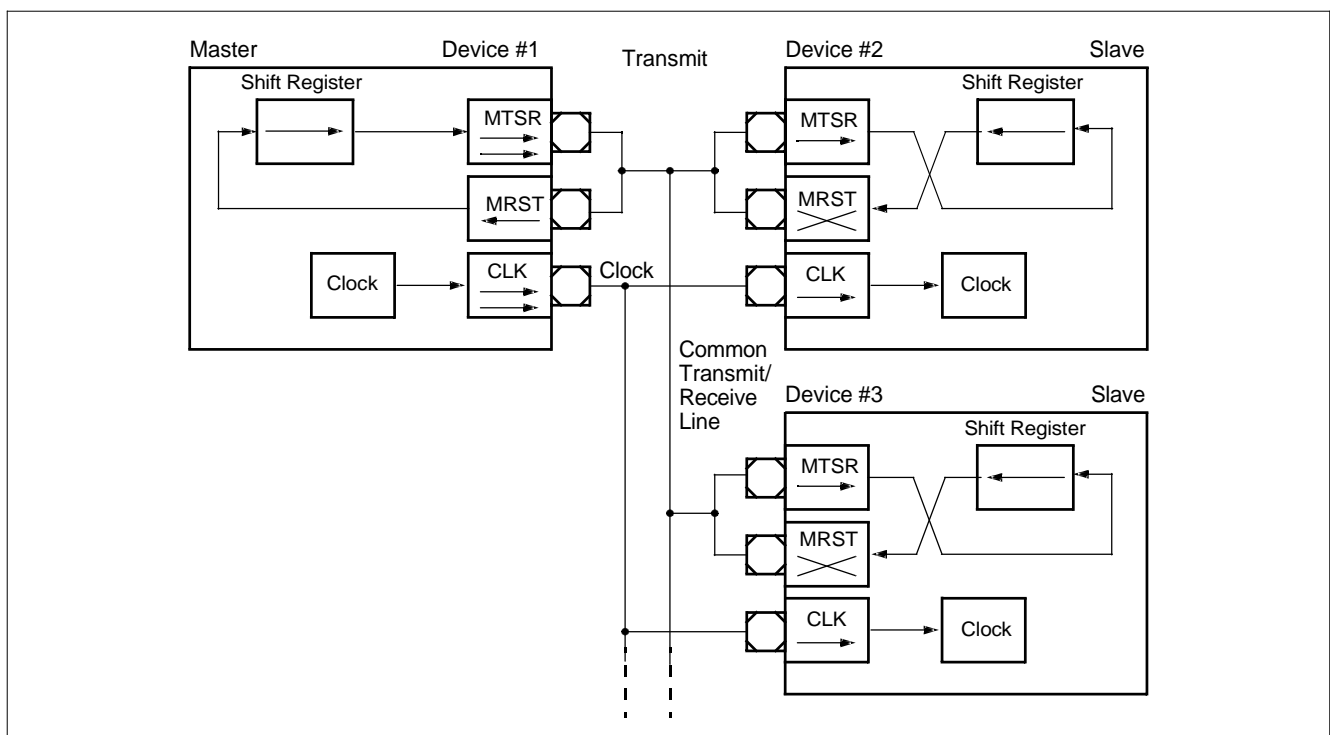 Master
Device #1
Transmit
Device #2
Slave
Shift Register
MTSR
MRST
Clock
CLK
Clock
MTSR
MRST
CLK
Shift Register
Clock
Common
Transmit/
Receive
Line
Device #3
Slave
Shift Register
MTSR
MRST
CLK
Clock